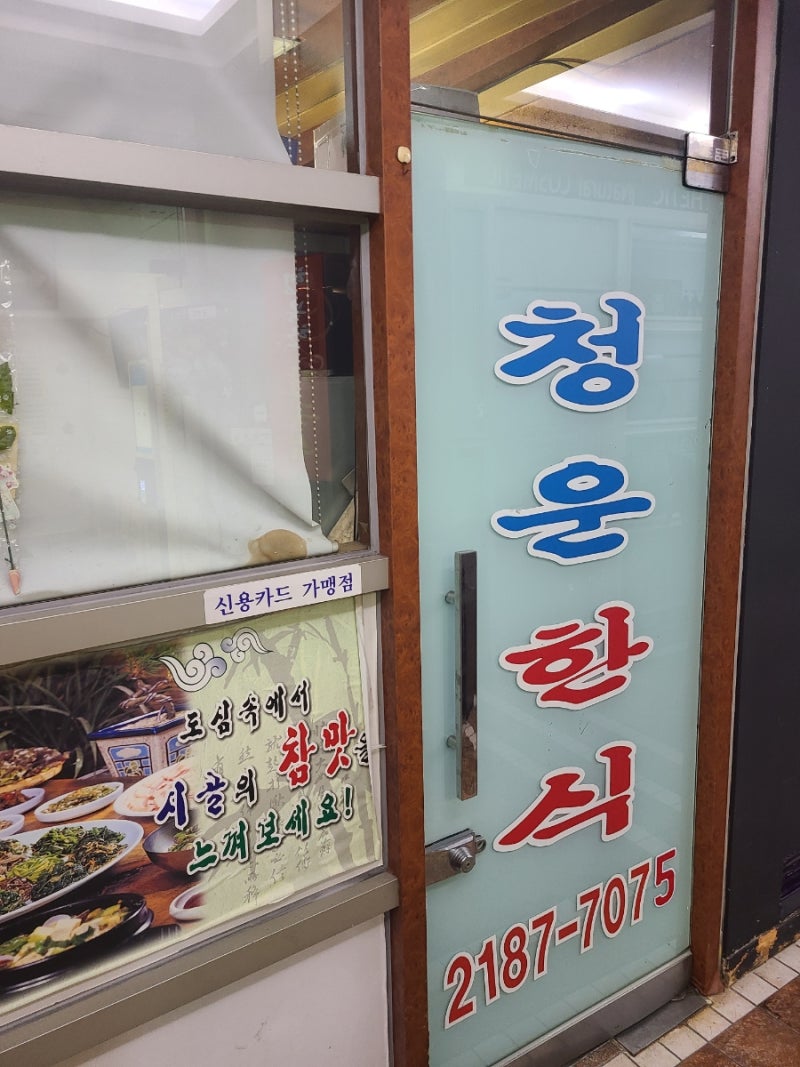 청운한식
2187-7075
신용카드 가맹점
도심속에서
시골의 참맛을
느껴보세요!